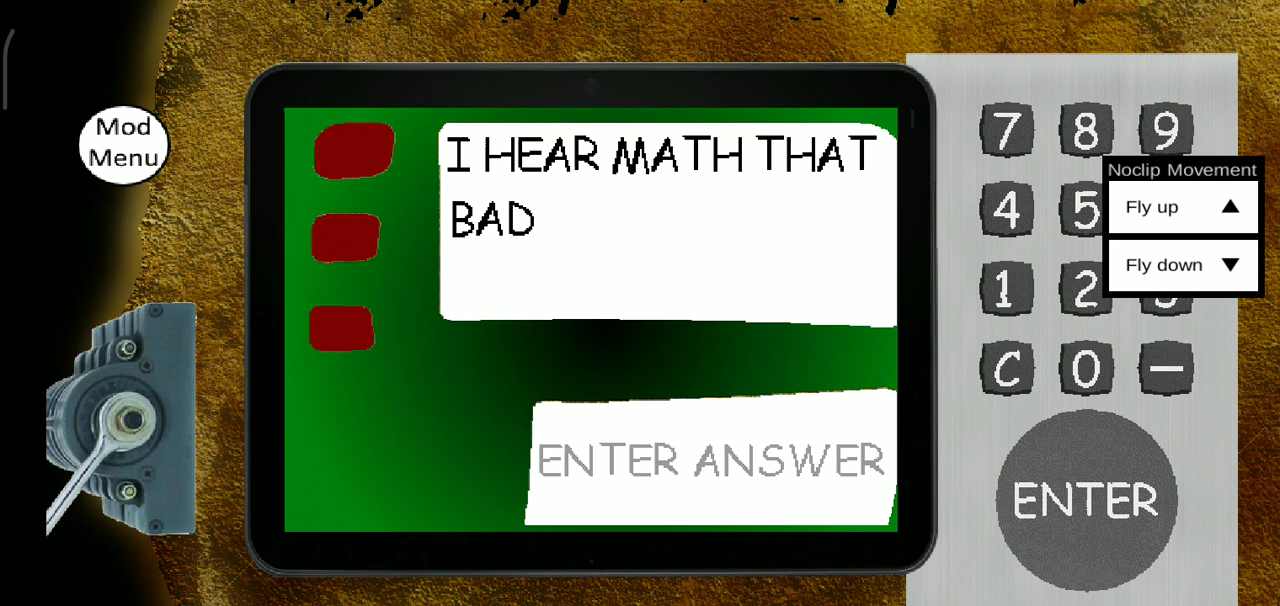 Mod
Menu
I HEAR MATH THAT
BAD
ENTER ANSWER
7 8 9
Noclip Movement
4 5
Fly up ▲
Fly down ▼
1 2
C 0 –
ENTER